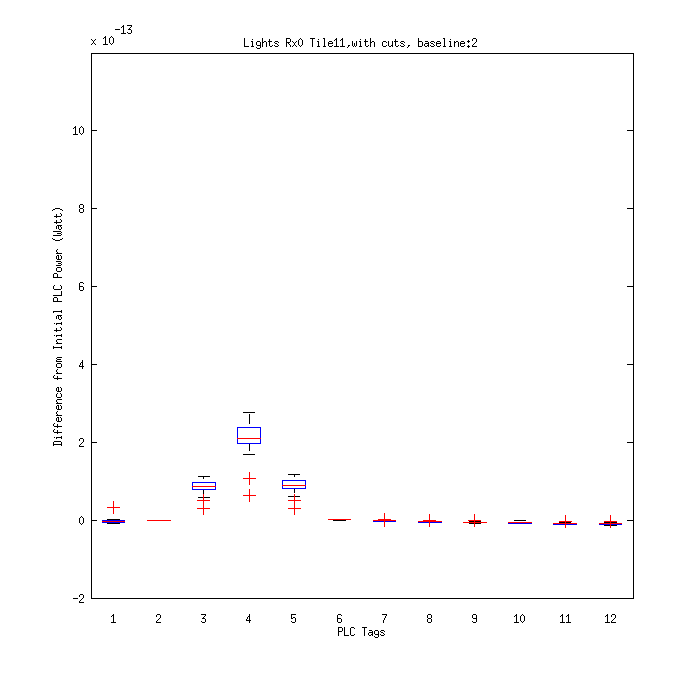 x 10-13
Lights Rx0 Tile11,with cuts, baseline:2
10
8
6
4
2
0
-2
Difference from Initial PLC Power (Watt)
1 2 3 4 5 6 7 8 9 10 11 12
PLC Tags